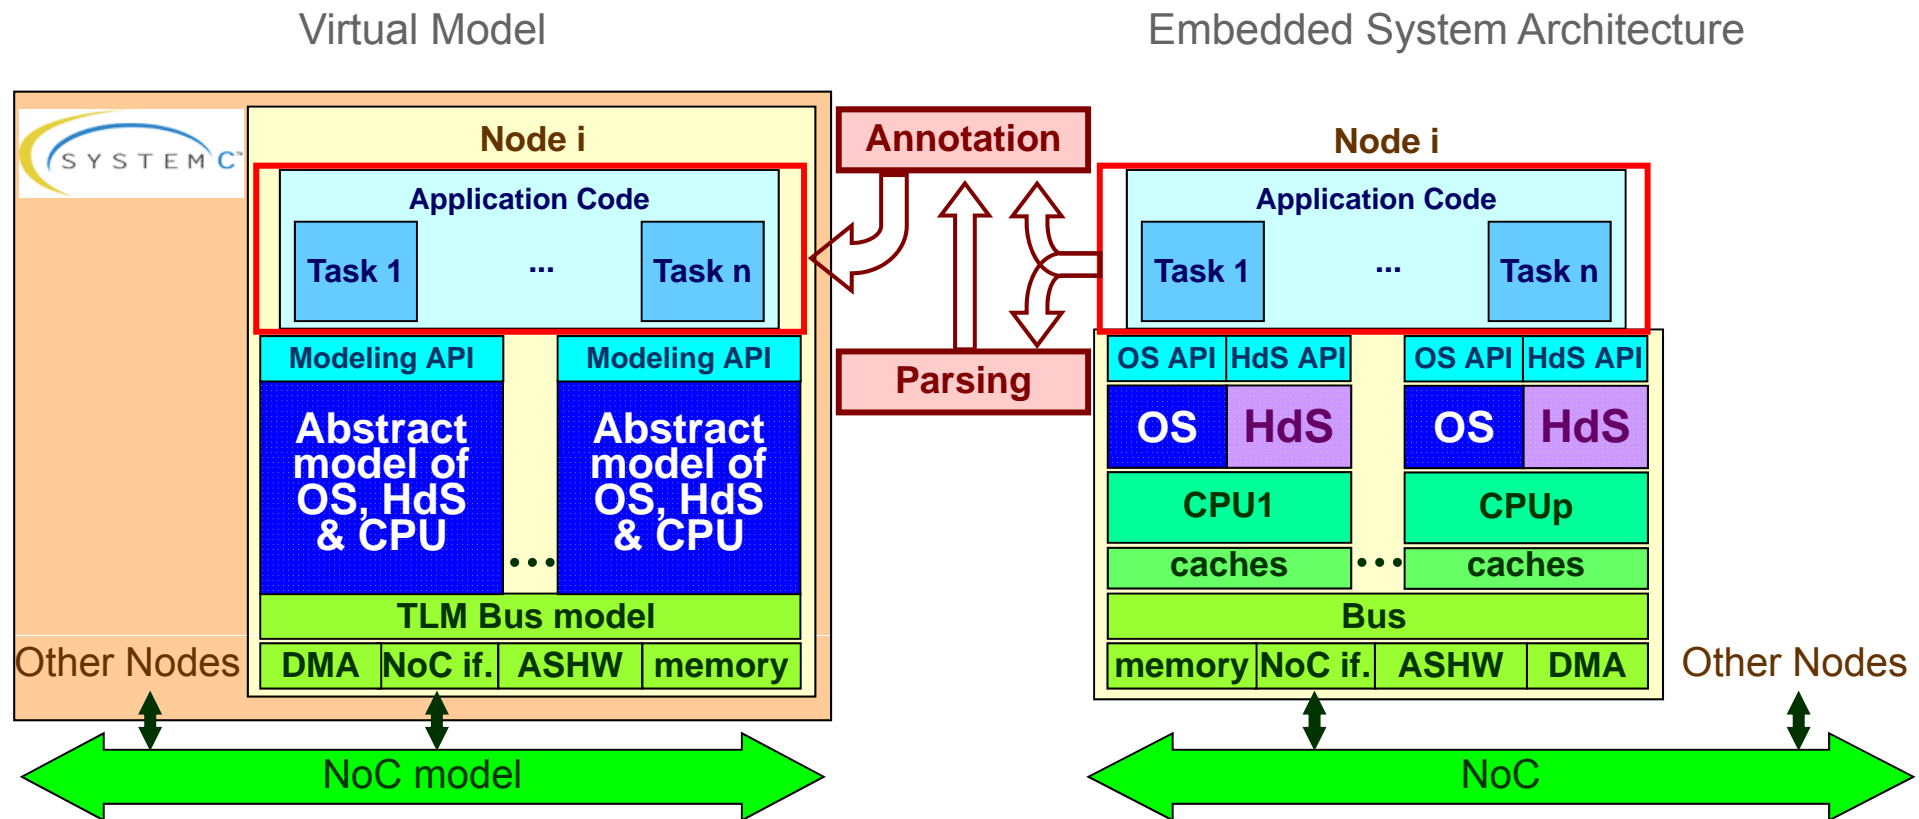 Virtual Model
Embedded System Architecture
SYSTEM C™
Node i
Application Code
Task 1
...
Task n
Modeling API
Modeling API
Abstract
model of
OS, HdS
& CPU
...
Abstract
model of
OS, HdS
& CPU
TLM Bus model
DMA
NoC if.
ASHW
memory
Other Nodes
NoC model
Annotation
Parsing
Node i
Application Code
Task 1
...
Task n
OS API
HdS API
OS API
HdS API
OS
HdS
OS
HdS
CPU1
CPUp
caches
...
caches
Bus
memory
NoC if.
ASHW
DMA
Other Nodes
NoC